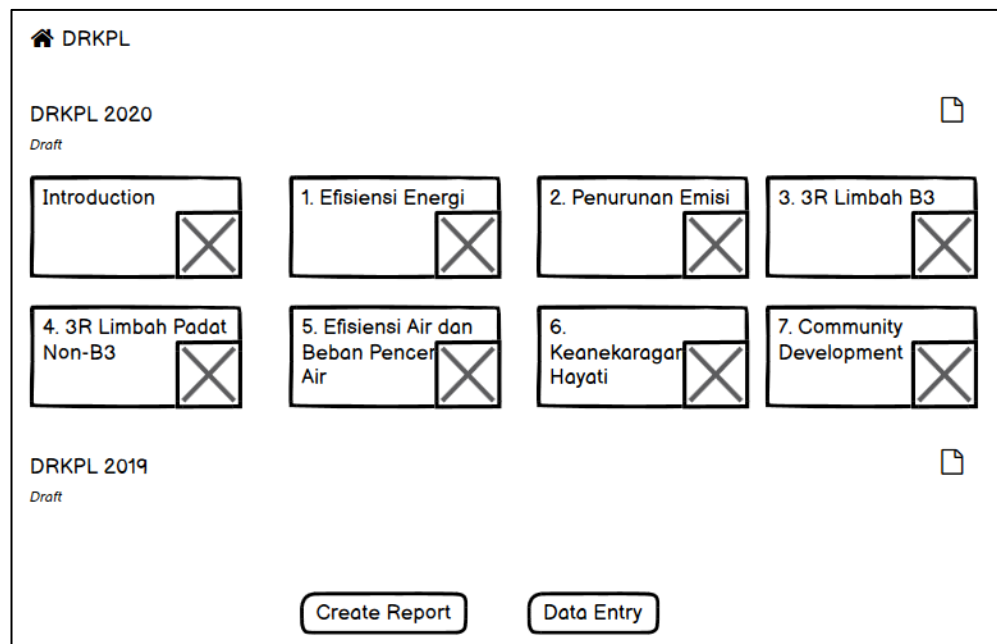 DRKPL
DRKPL 2020
Draft
Introduction
1. Efisiensi Energi
2. Penurunan Emisi
3. 3R Limbah B3
4. 3R Limbah Padat
Non-B3
5. Efisiensi Air dan
Beban Pencer
Air
6.
Keanekaragar
Hayati
7. Community
Development
DRKPL 2019
Draft
Create Report
Data Entry